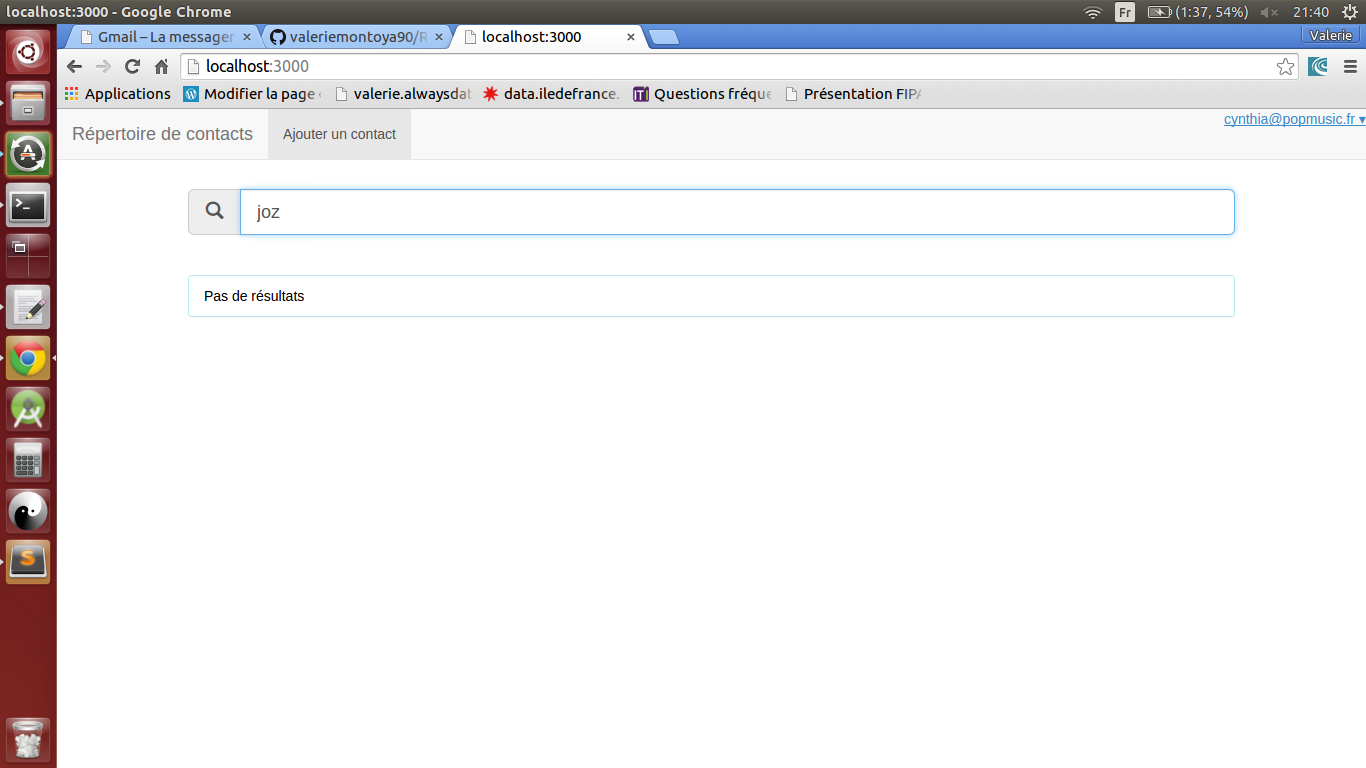 localhost:3000 - Google Chrome
Fr (1:37, 54%) 21:40
Gmail – La messager × valeriemontoya90/R × localhost:3000 × Valerie
localhost:3000
Applications Modifier la page valerie.alwaysdat data.iledefrance. Questions fréqu Présentation FIP
Répertoire de contacts Ajouter un contact cynthia@popmusic.fr ▾
joz
Pas de résultats